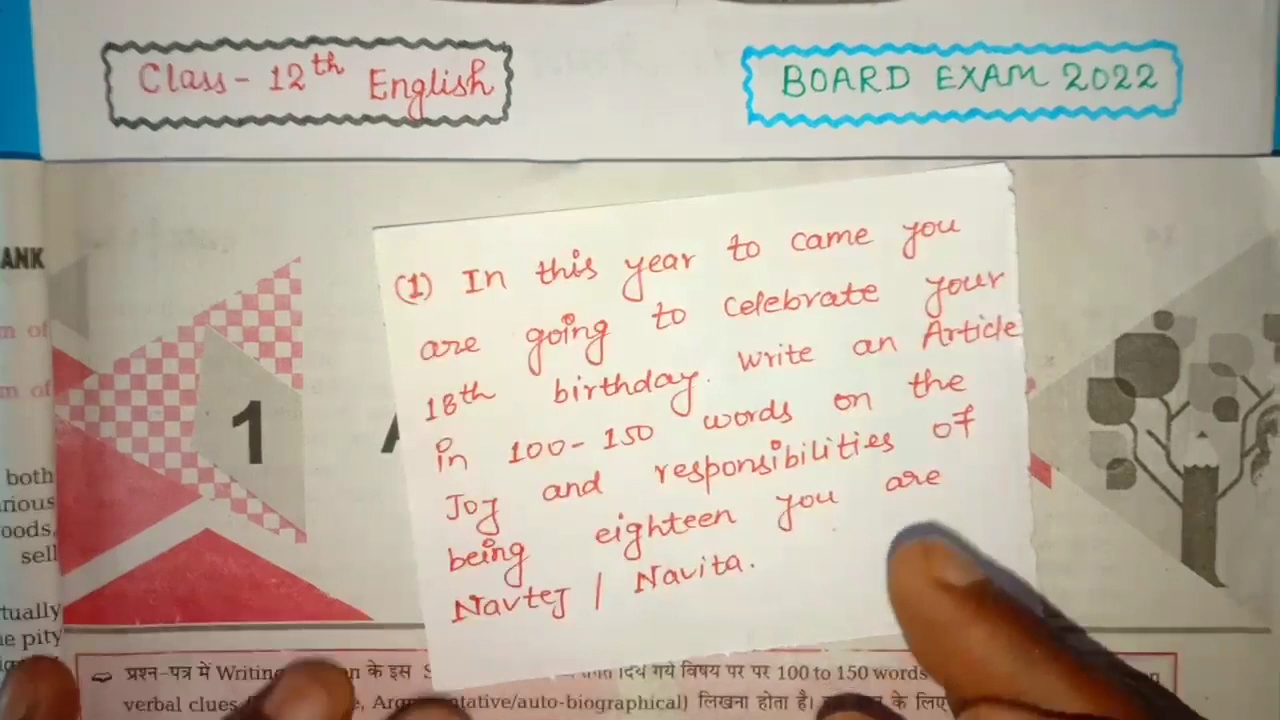 Class - 12th English
BOARD EXAM 2022
(1) In this year to came you
are going to celebrate your
18th birthday. Write an Article
in 100-150 words on the
Joy and responsibilities of
being eighteen you are
Navtej / Navita.
ANK
m of
m of
both
rious
oods,
sell
tually
e pity
1
प्रश्न-पत्र में Writing के इस
गये विषय पर पर 100 to 150 words
verbal clues
tative/auto-biographical) लिखना होता है।
के लिए